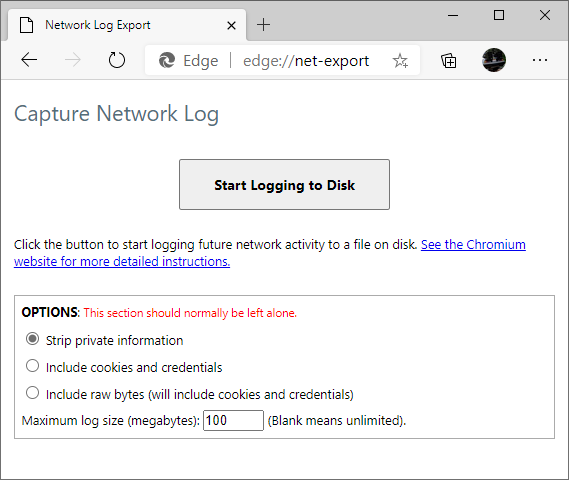 Network Log Export
Edge | edge://net-export
Capture Network Log
Start Logging to Disk
Click the button to start logging future network activity to a file on disk. See the Chromium
website for more detailed instructions.
OPTIONS: This section should normally be left alone.
Strip private information
Include cookies and credentials
Include raw bytes (will include cookies and credentials)
Maximum log size (megabytes): 100 (Blank means unlimited).